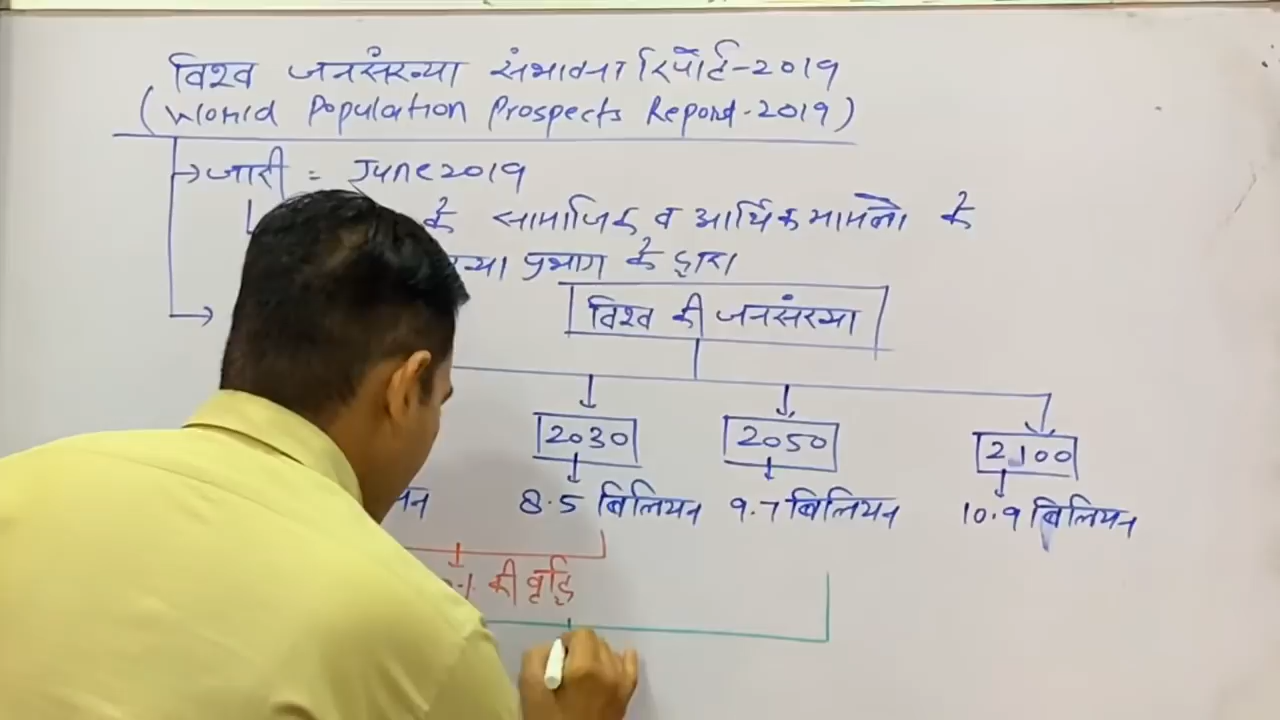 विश्व जनसंख्या संभावना रिपोर्ट-2019
(World Population Prospects Report-2019)
जारी = June 2019
के सामाजिक व आर्थिक मामलो के
प्रभाग के द्वारा
विश्व की जनसंख्या
2030 2050 2100
8.5 बिलियन 9.7 बिलियन 10.9 बिलियन
की वृद्धि